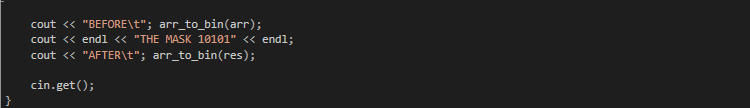 cout << "BEFORE\t"; arr_to_bin(arr);
cout << endl << "THE MASK 10101" << endl;
cout << "AFTER\t"; arr_to_bin(res);
cin.get();
}